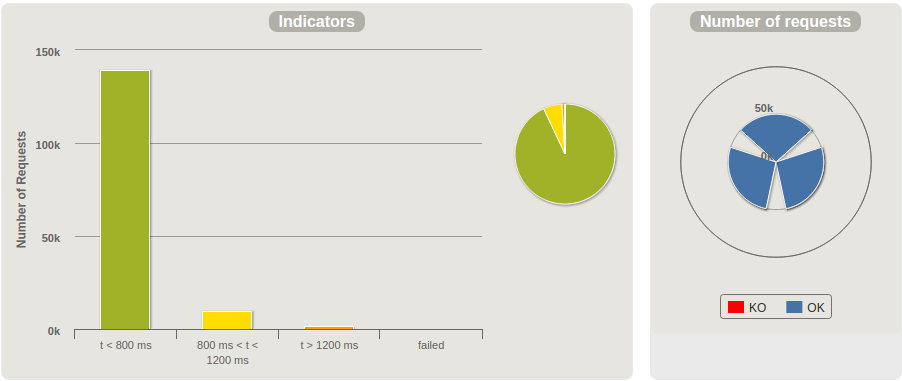 Indicators
Number of Requests
150k
100k
50k
0k
t < 800 ms
800 ms < t <
1200 ms
t > 1200 ms
failed
Number of requests
50k
0k
KO
OK